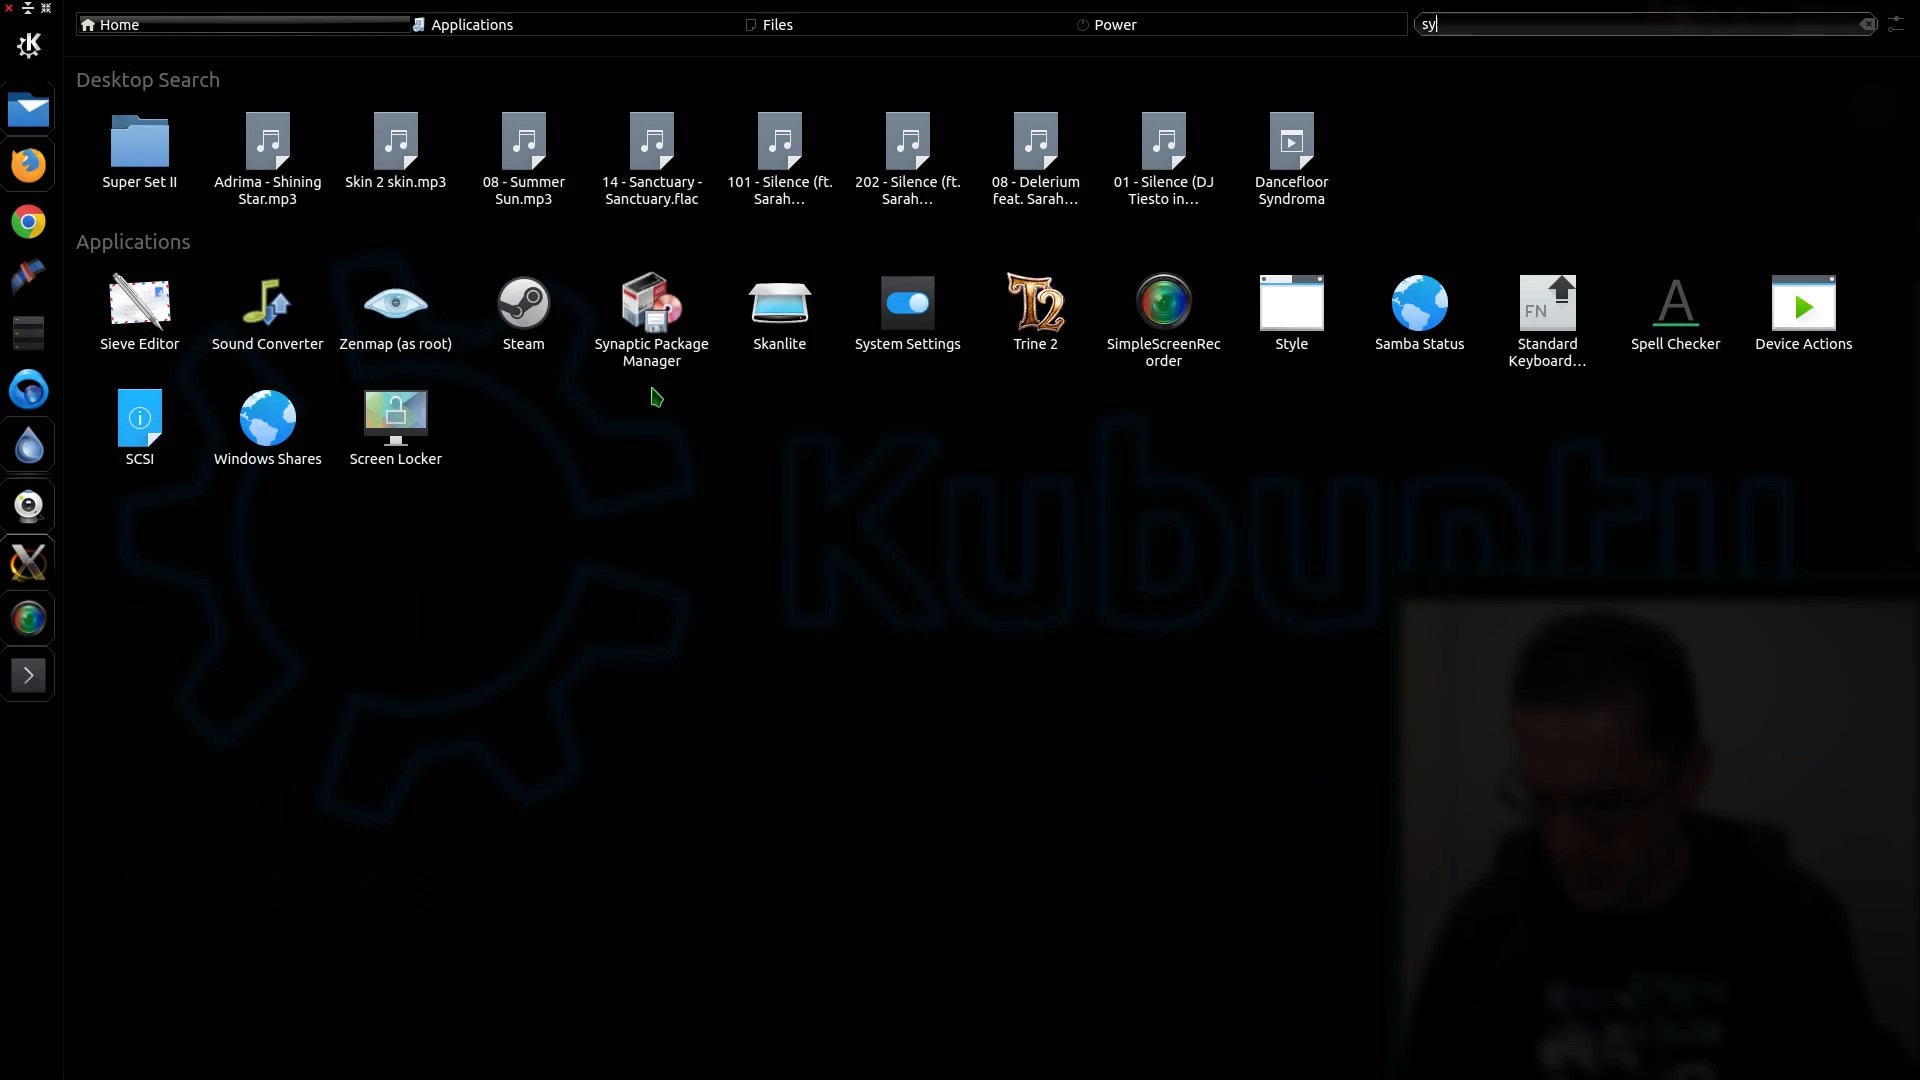 Home
Applications
Files
Power
sy
Desktop Search
Super Set II
Adrima - Shining
Star.mp3
Skin 2 skin.mp3
08 - Summer
Sun.mp3
14 - Sanctuary -
Sanctuary.flac
101 - Silence (ft.
Sarah...
202 - Silence (ft.
Sarah...
08 - Delerium
feat. Sarah...
01 - Silence (DJ
Tiesto in...
Dancefloor
Syndrome
Applications
Sieve Editor
Sound Converter
Zenmap (as root)
Steam
Synaptic Package
Manager
Skanlite
System Settings
Trine 2
SimpleScreenRec
order
Style
Samba Status
FN
Standard
Keyboard...
Spell Checker
Device Actions
SCSI
Windows Shares
Screen Locker
Kubuntu